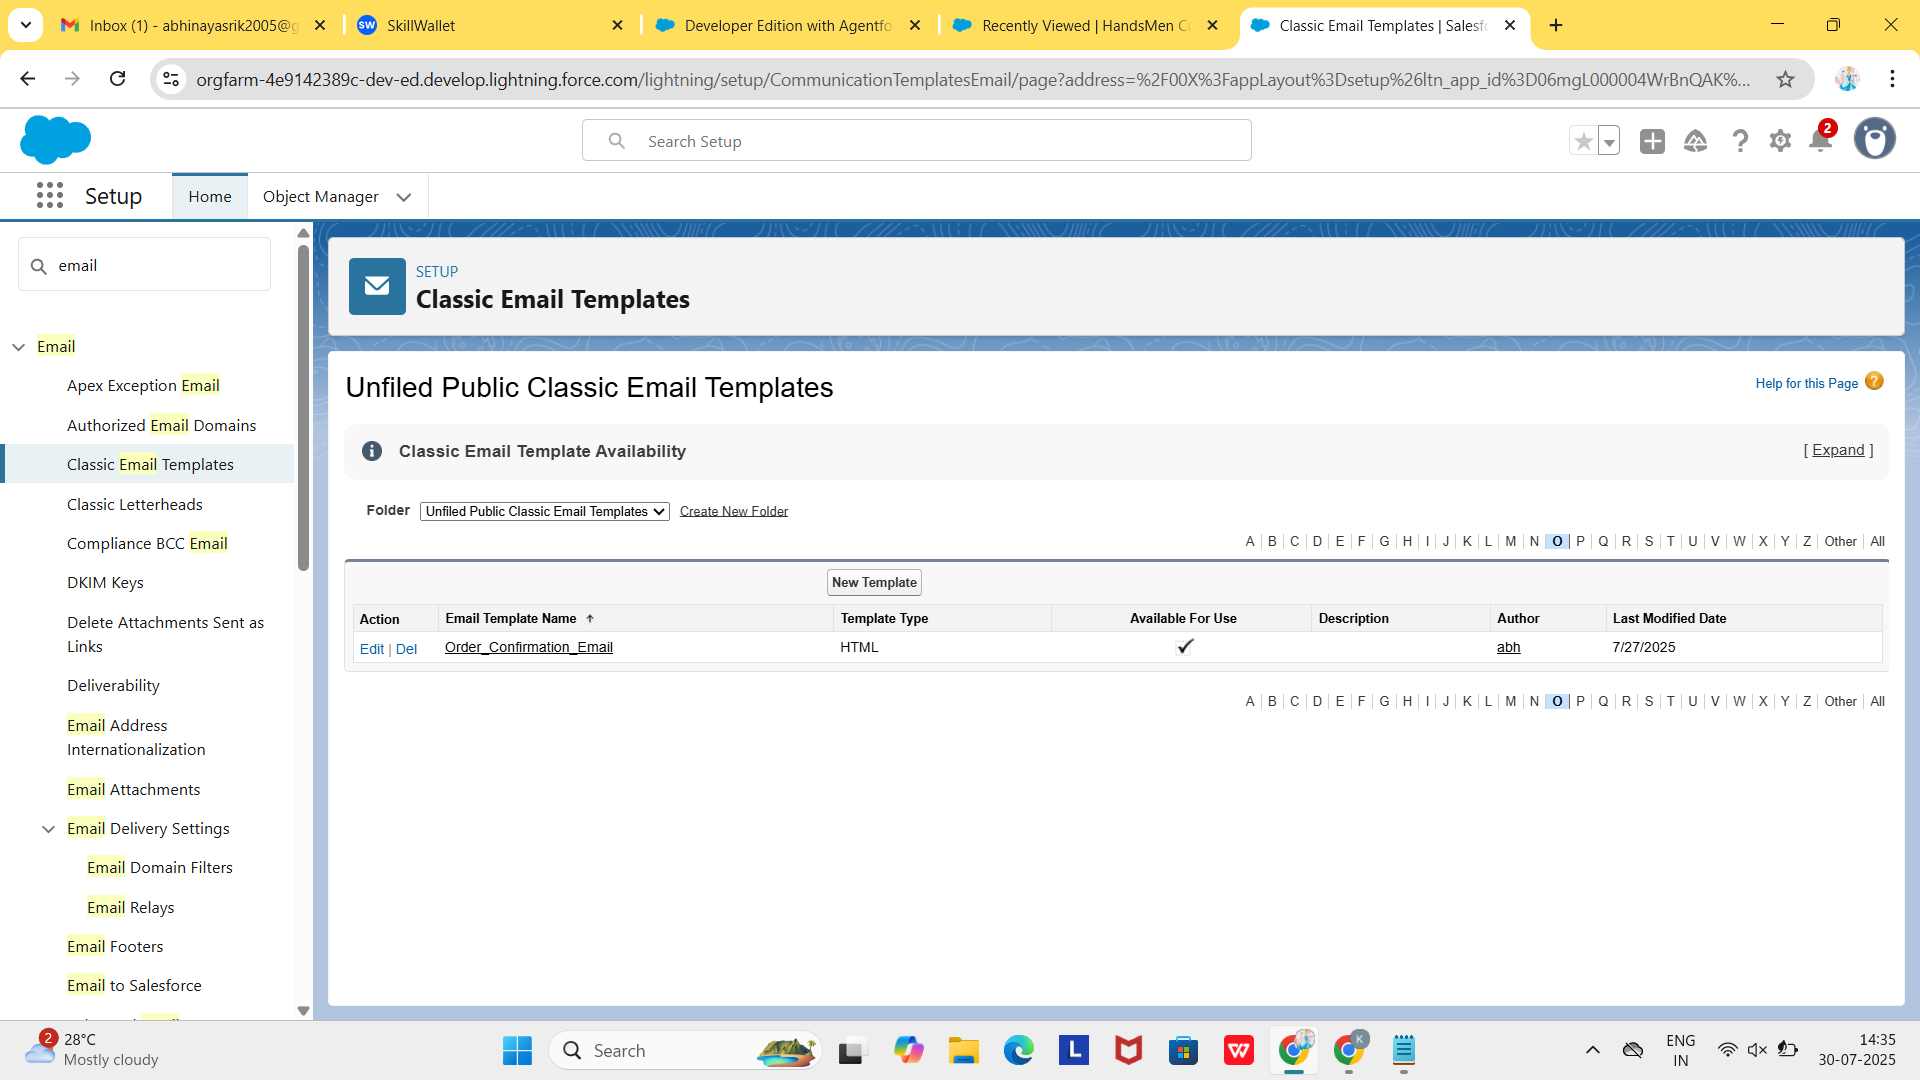 Inbox (1) - abhinayasrik2005@g
SkillWallet
Developer Edition with Agentfo
Recently Viewed | HandsMen C
Classic Email Templates | Salesfo
orgfarm-4e9142389c-dev-ed.develop.lightning.force.com/lightning/setup/CommunicationTemplatesEmail/page?address=%2F00X%3FappLayout%3Dsetup%26ltn_app_id%3D06mgL000004WrBnQAK%...
Search Setup
2
Setup
Home
Object Manager
email
Email
Apex Exception Email
Authorized Email Domains
Classic Email Templates
Classic Letterheads
Compliance BCC Email
DKIM Keys
Delete Attachments Sent as
Links
Deliverability
Email Address
Internationalization
Email Attachments
Email Delivery Settings
Email Domain Filters
Email Relays
Email Footers
Email to Salesforce
SETUP
Classic Email Templates
Unfiled Public Classic Email Templates
Help for this Page ?
Classic Email Template Availability
[ Expand ]
Folder Unfiled Public Classic Email Templates Create New Folder
A | B | C | D | E | F | G | H | I | J | K | L | M | N | O | P | Q | R | S | T | U | V | W | X | Y | Z | Other | All
New Template
Action Email Template Name Template Type Available For Use Description Author Last Modified Date
Edit | Del Order_Confirmation_Email HTML abh 7/27/2025
A | B | C | D | E | F | G | H | I | J | K | L | M | N | O | P | Q | R | S | T | U | V | W | X | Y | Z | Other | All
2
28°C
Mostly cloudy
Search
L
W
K
ENG
IN
14:35
30-07-2025